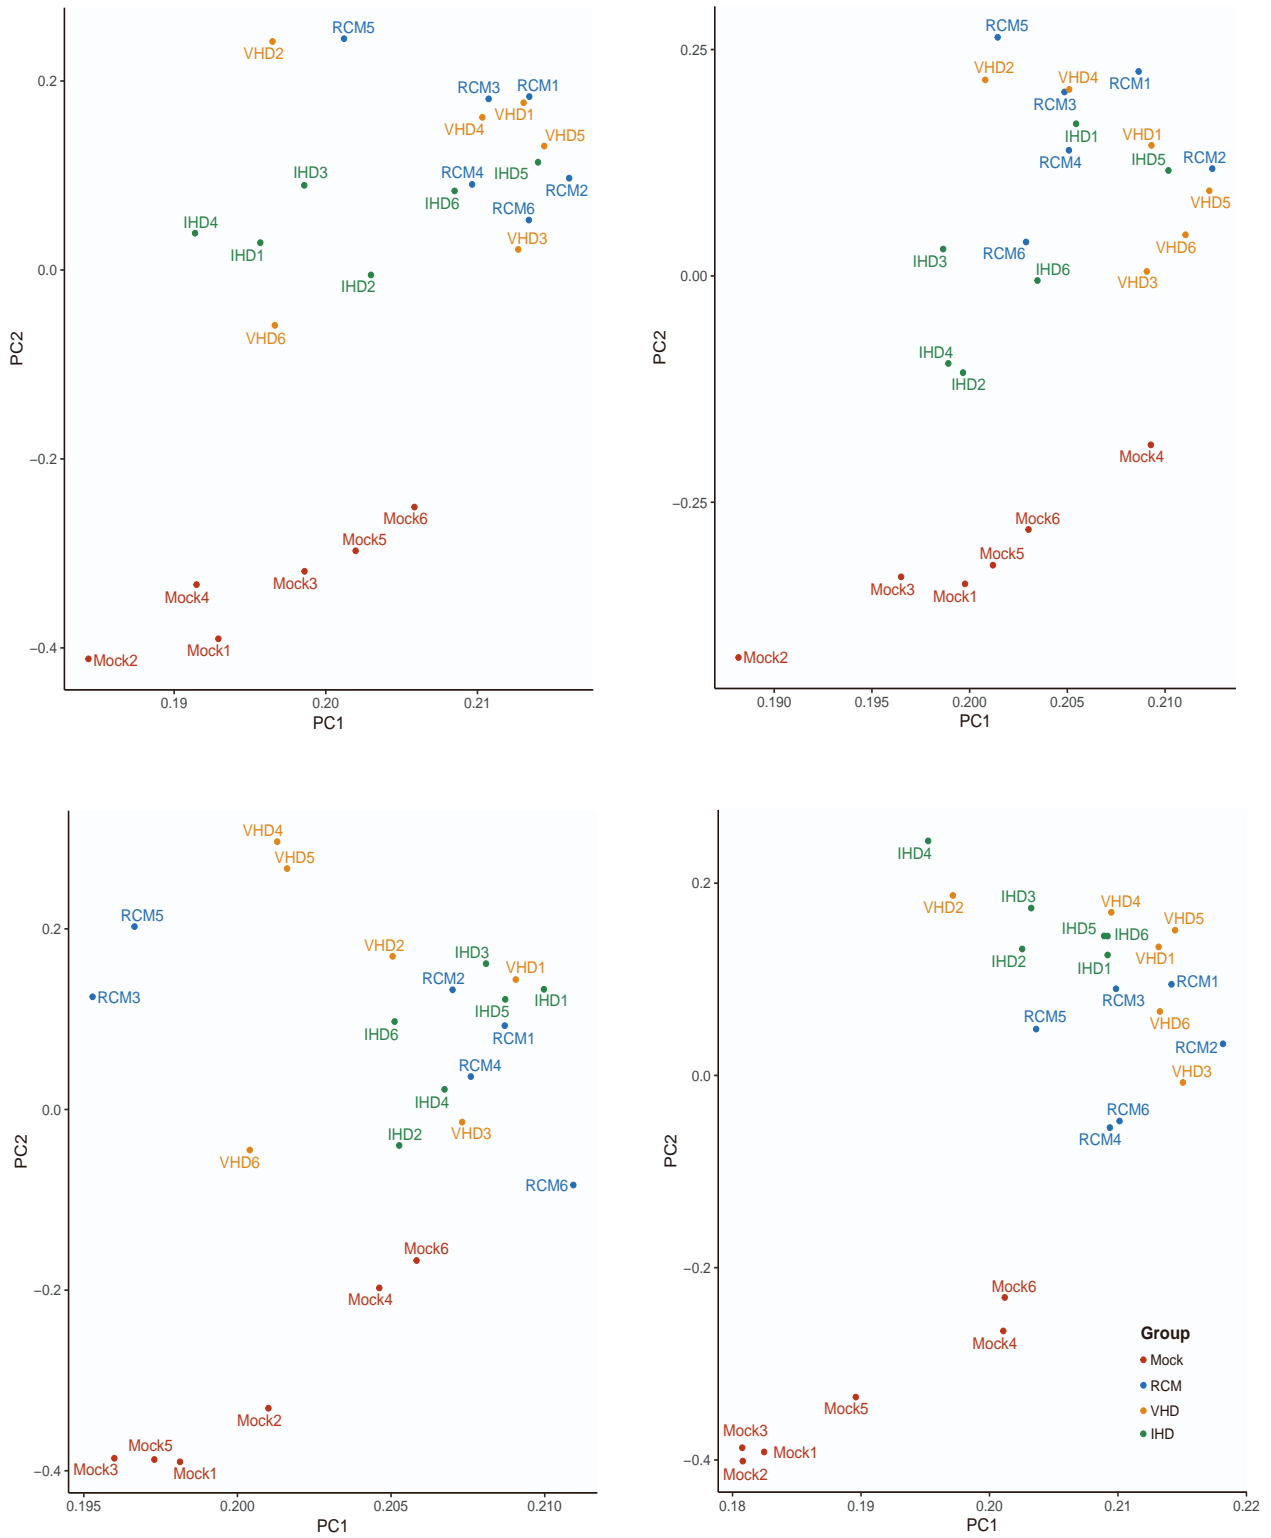 RCM5
VHD2
0.2
RCM3
RCM1
VHD1
VHD4
VHD5
IHD3
RCM4
IHD5
RCM2
IHD6
IHD4
RCM6
IHD1
VHD3
0.0
IHD2
VHD6
PC2
−0.2
Mock6
Mock5
Mock3
Mock4
Mock1
−0.4
Mock2
0.19
0.20
0.21
PC1
RCM5
0.25
VHD2
VHD4
RCM1
RCM3
IHD1
VHD1
RCM4
IHD5
RCM2
VHD5
RCM6
VHD6
IHD3
IHD6
0.00
VHD3
PC2
IHD4
IHD2
Mock4
−0.25
Mock6
Mock5
Mock3
Mock1
Mock2
0.190
0.195
0.200
0.205
0.210
PC1
VHD4
VHD5
RCM5
0.2
VHD2
IHD3
VHD1
RCM2
RCM3
IHD1
IHD5
IHD6
RCM1
RCM4
IHD4
0.0
IHD2
VHD3
PC2
VHD6
RCM6
Mock6
−0.2
Mock4
Mock2
Mock5
Mock3
Mock1
−0.4
0.195
0.200
0.205
0.210
PC1
IHD4
0.2
IHD3
VHD2
VHD4
VHD5
IHD5
IHD6
IHD2
VHD1
IHD1
RCM1
RCM3
RCM5
VHD6
RCM2
0.0
VHD3
RCM6
RCM4
PC2
−0.2
Mock6
Mock4
Group
Mock
RCM
VHD
IHD
Mock5
Mock3
Mock1
−0.4
Mock2
0.18
0.19
0.20
0.21
0.22
PC1